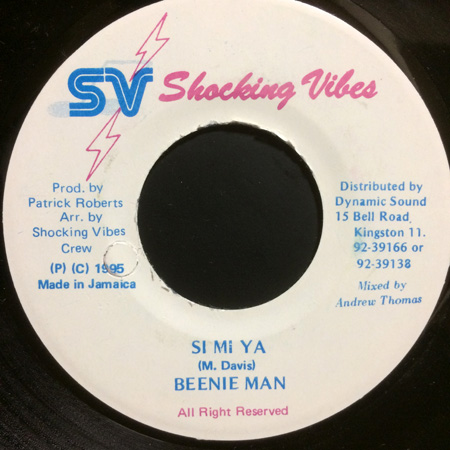 SV Shocking Vibes
Prod. by
Patrick Roberts
Arr. by
Shocking Vibes
Crew
(P) (C) 1995
Made in Jamaica
Distributed by
Dynamic Sound
15 Bell Road
Kingston 11.
92-39166 or
92-39138
Mixed by
Andrew Thomas
SI Mi YA
(M. Davis)
BEENIE MAN
All Right Reserved